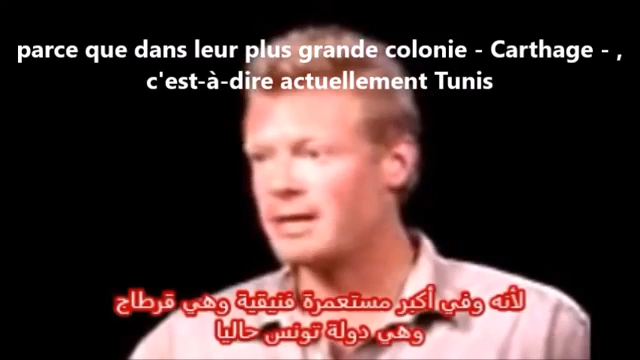 parce que dans leur plus grande colonie - Carthage - ,
c'est-à-dire actuellement Tunis
لأنه وفي أكبر مستعمرة فنيقية وهي قرطاج
وهي دولة تونس حاليا